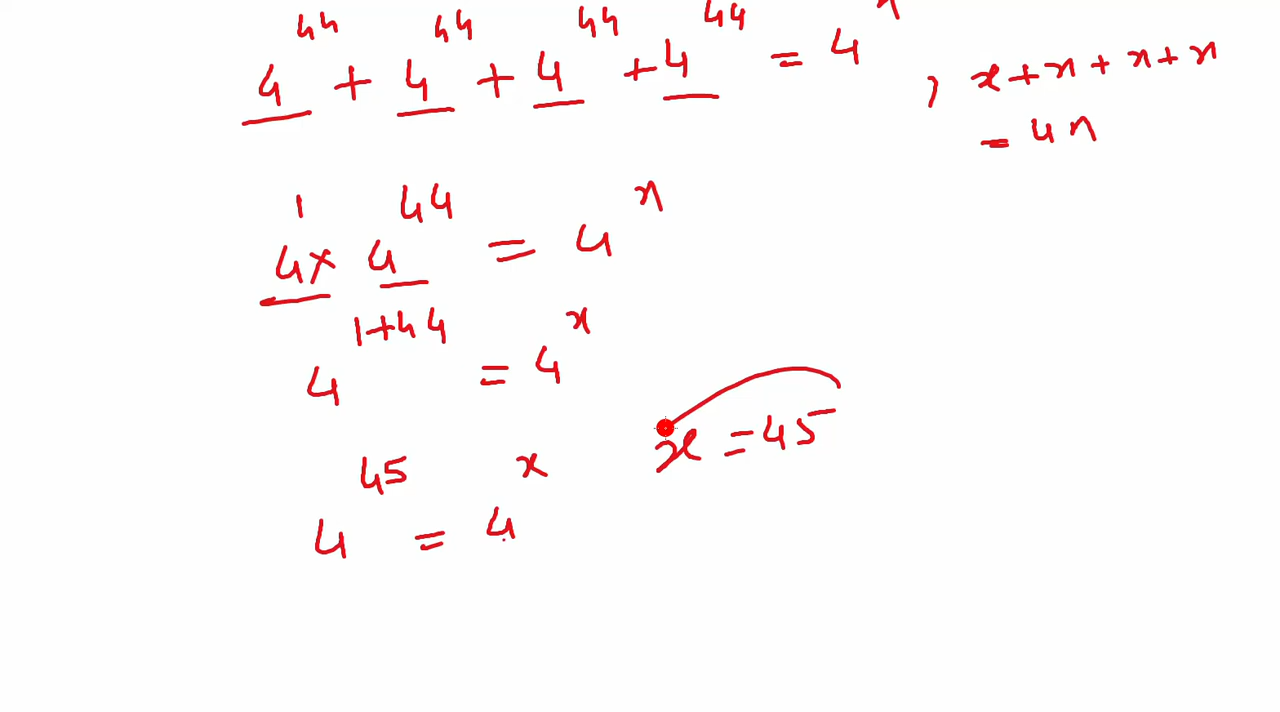 4^44 + 4^44 + 4^44 + 4^44 = 4^x , x + x + x + x
= 4x
4^1 × 4^44 = 4^x
4^1+44 = 4^x
x = 45
4^45 = 4^x